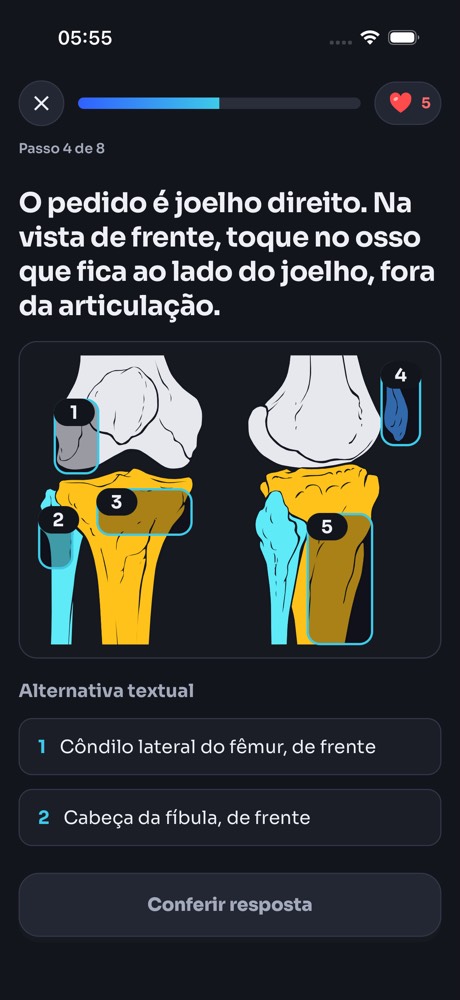 05:55
5
Passo 4 de 8
O pedido é joelho direito. Na
vista de frente, toque no osso
que fica ao lado do joelho, fora
da articulação.
4
1
3
2
5
Alternativa textual
1 Côndilo lateral do fêmur, de frente
2 Cabeça da fíbula, de frente
Conferir resposta